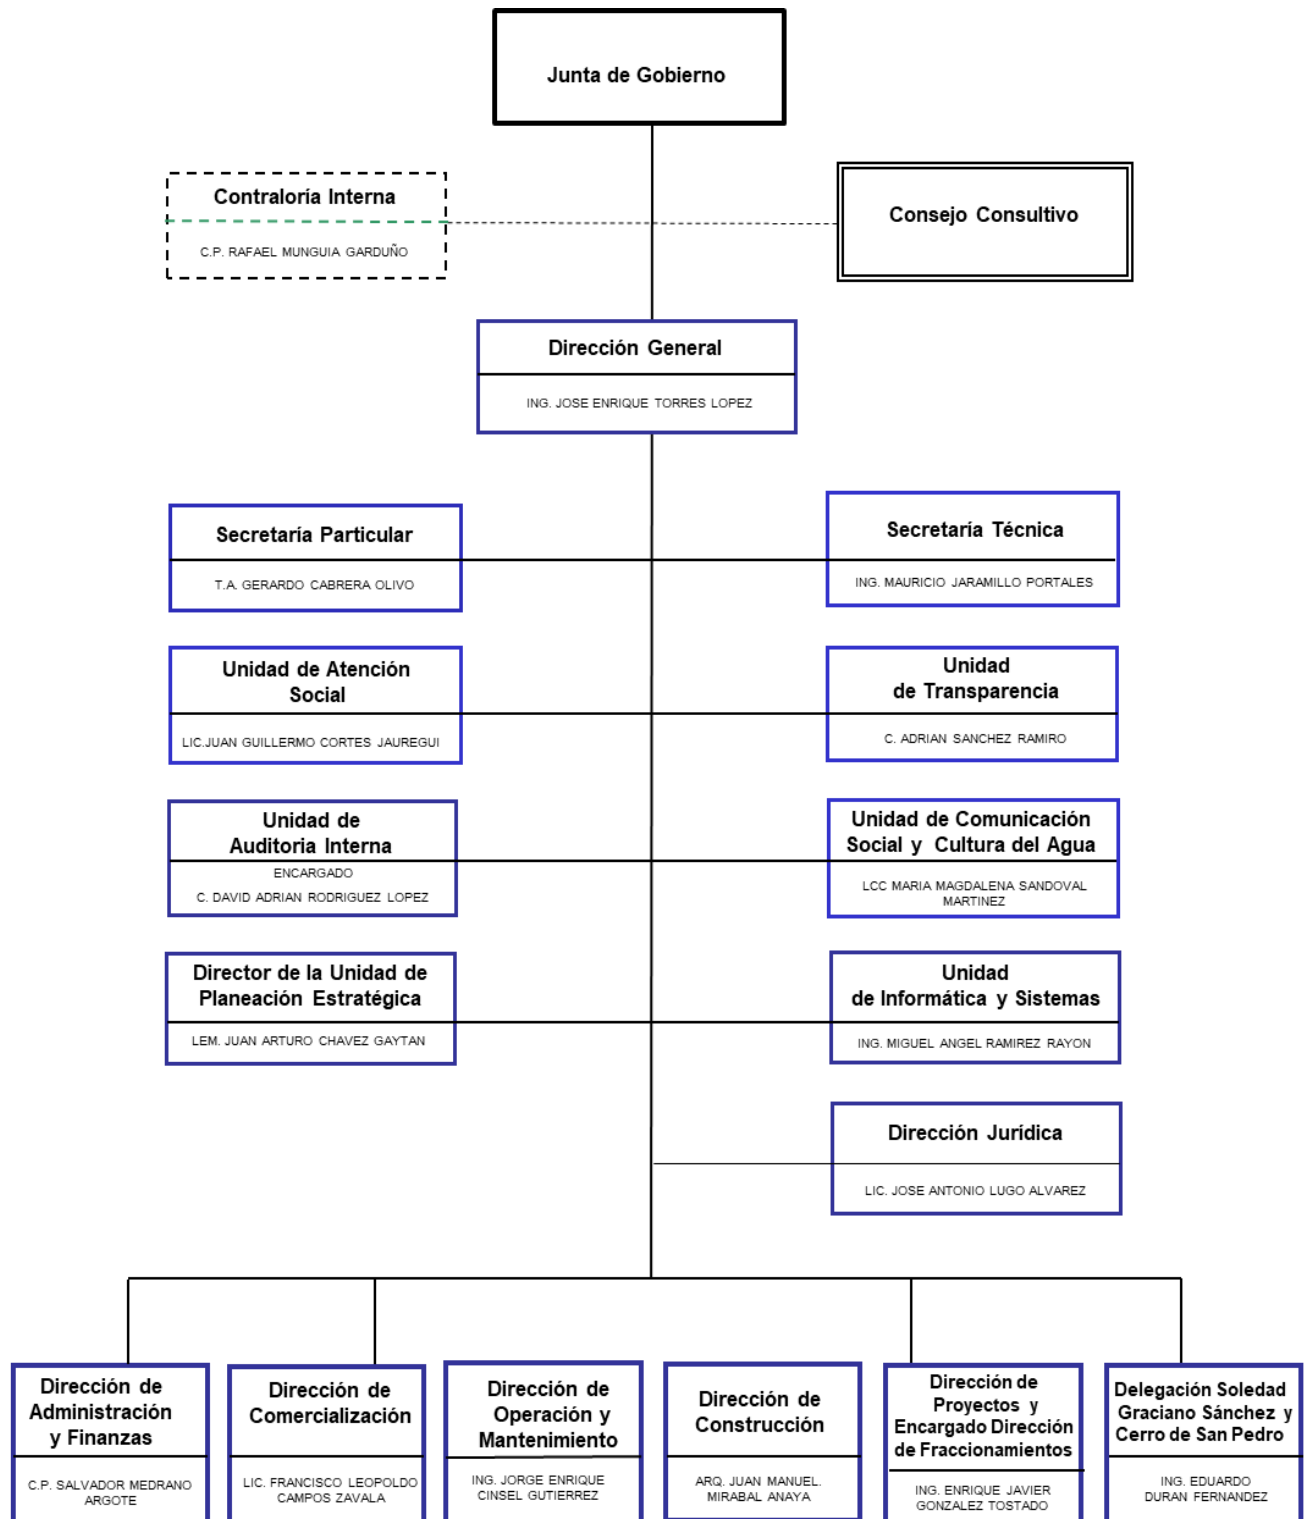 Junta de Gobierno
Contraloría Interna
C.P. RAFAEL MUNGUIA GARDUÑO
Consejo Consultivo
Dirección General
ING. JOSE ENRIQUE TORRES LOPEZ
Secretaría Particular
T.A. GERARDO CABRERA OLIVO
Secretaría Técnica
ING. MAURICIO JARAMILLO PORTALES
Unidad de Atención
Social
LIC.JUAN GUILLERMO CORTES JAUREGUI
Unidad
de Transparencia
C. ADRIAN SANCHEZ RAMIRO
Unidad de
Auditoria Interna
ENCARGADO
C. DAVID ADRIAN RODRIGUEZ LOPEZ
Unidad de Comunicación
Social y Cultura del Agua
LCC MARIA MAGDALENA SANDOVAL
MARTINEZ
Director de la Unidad de
Planeación Estratégica
LEM. JUAN ARTURO CHAVEZ GAYTAN
Unidad
de Informática y Sistemas
ING. MIGUEL ANGEL RAMIREZ RAYON
Dirección Jurídica
LIC. JOSE ANTONIO LUGO ALVAREZ
Dirección de
Administración
y Finanzas
C.P. SALVADOR MEDRANO
ARGOTE
Dirección de
Comercialización
LIC. FRANCISCO LEOPOLDO
CAMPOS ZAVALA
Dirección de
Operación y
Mantenimiento
ING. JORGE ENRIQUE
CINSEL GUTIERREZ
Dirección de
Construcción
ARQ. JUAN MANUEL.
MIRABAL ANAYA
Dirección de
Proyectos y
Encargado Dirección
de Fraccionamientos
ING. ENRIQUE JAVIER
GONZALEZ TOSTADO
Delegación Soledad
Graciano Sánchez y
Cerro de San Pedro
ING. EDUARDO
DURAN FERNANDEZ